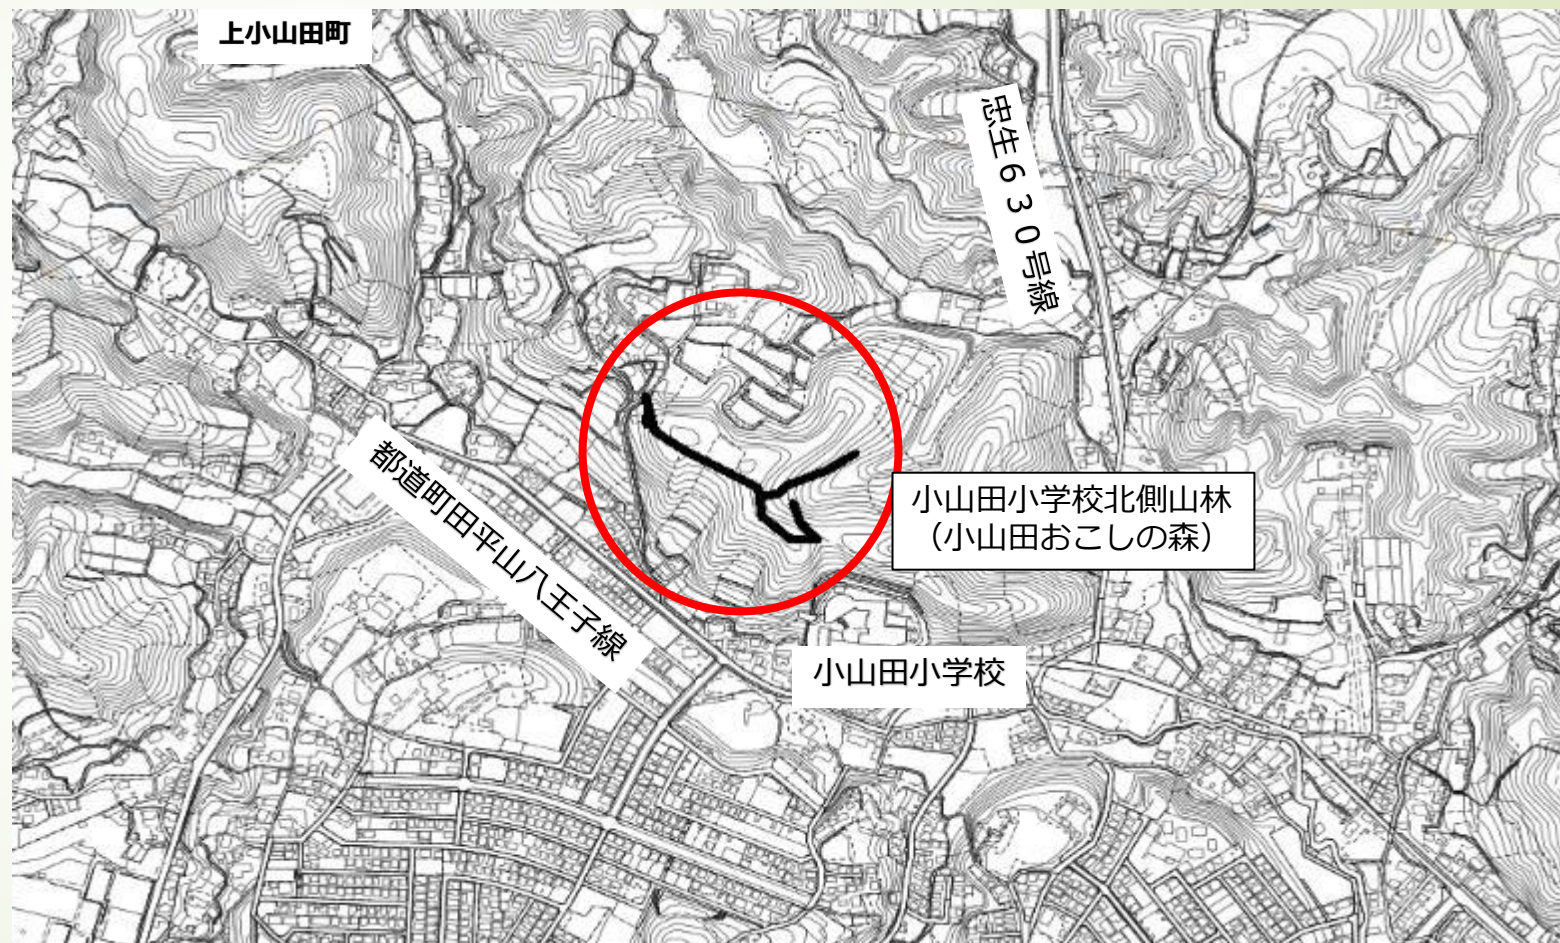 上小山田町
忠生630号線
都道町田平山八王子線
小山田小学校北側山林
（小山田おこしの森）
小山田小学校